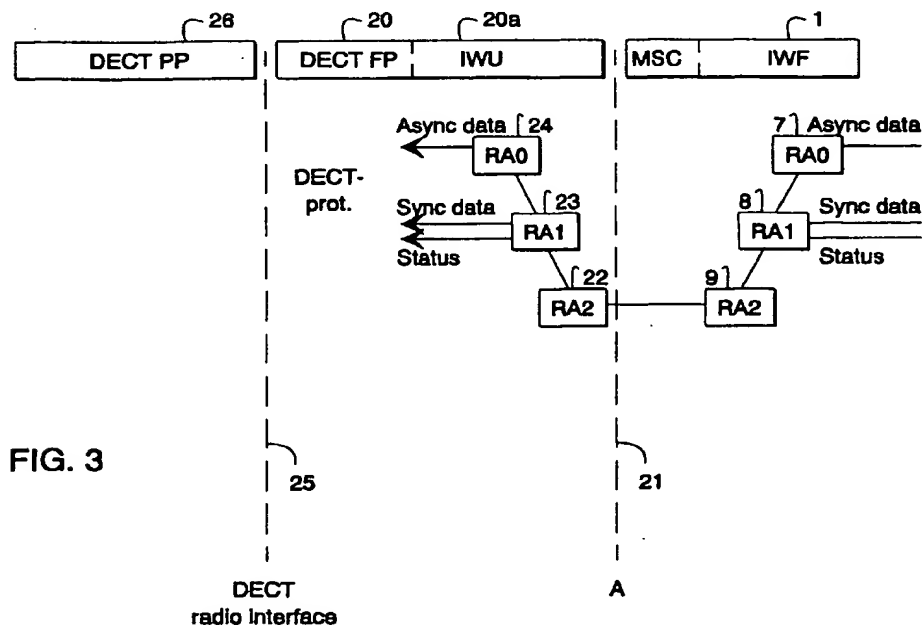 26 20 20a 1
DECT PP DECT FP IWU MSC IWF
Async data 24 7 Async data
RA0 RA0
DECT-
prot.
Sync data 23 8 Sync data
RA1 RA1
Status Status
22 9
RA2 RA2
FIG. 3
25 21
DECT A
radio interface